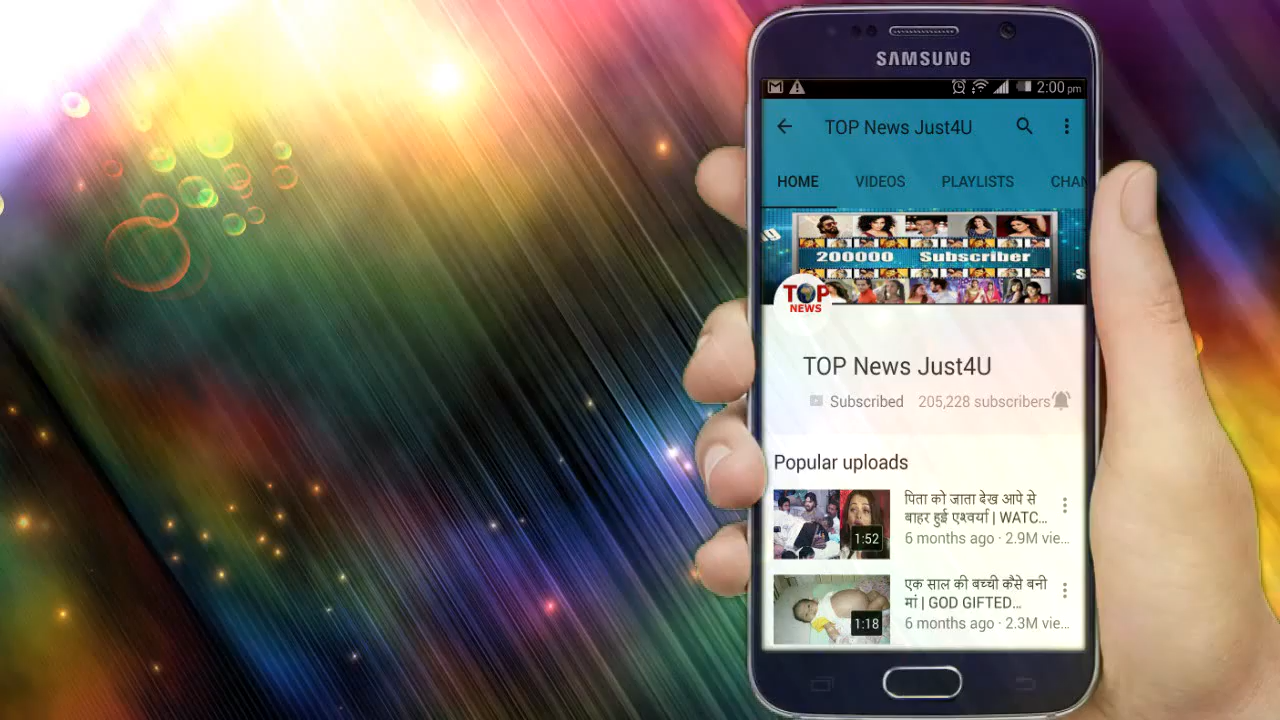 SAMSUNG
2:00 pm
TOP News Just4U
HOME VIDEOS PLAYLISTS CHAN
200000 Subscriber
TOP
NEWS
TOP News Just4U
Subscribed 205,228 subscribers
Popular uploads
पिता को जाता देख आपे से
बाहर हुई एश्वर्या | WATC...
1:52
6 months ago · 2.9M vie...
एक साल की बच्ची कैसे बनी
मां | GOD GIFTED...
1:18
6 months ago · 2.3M vie...